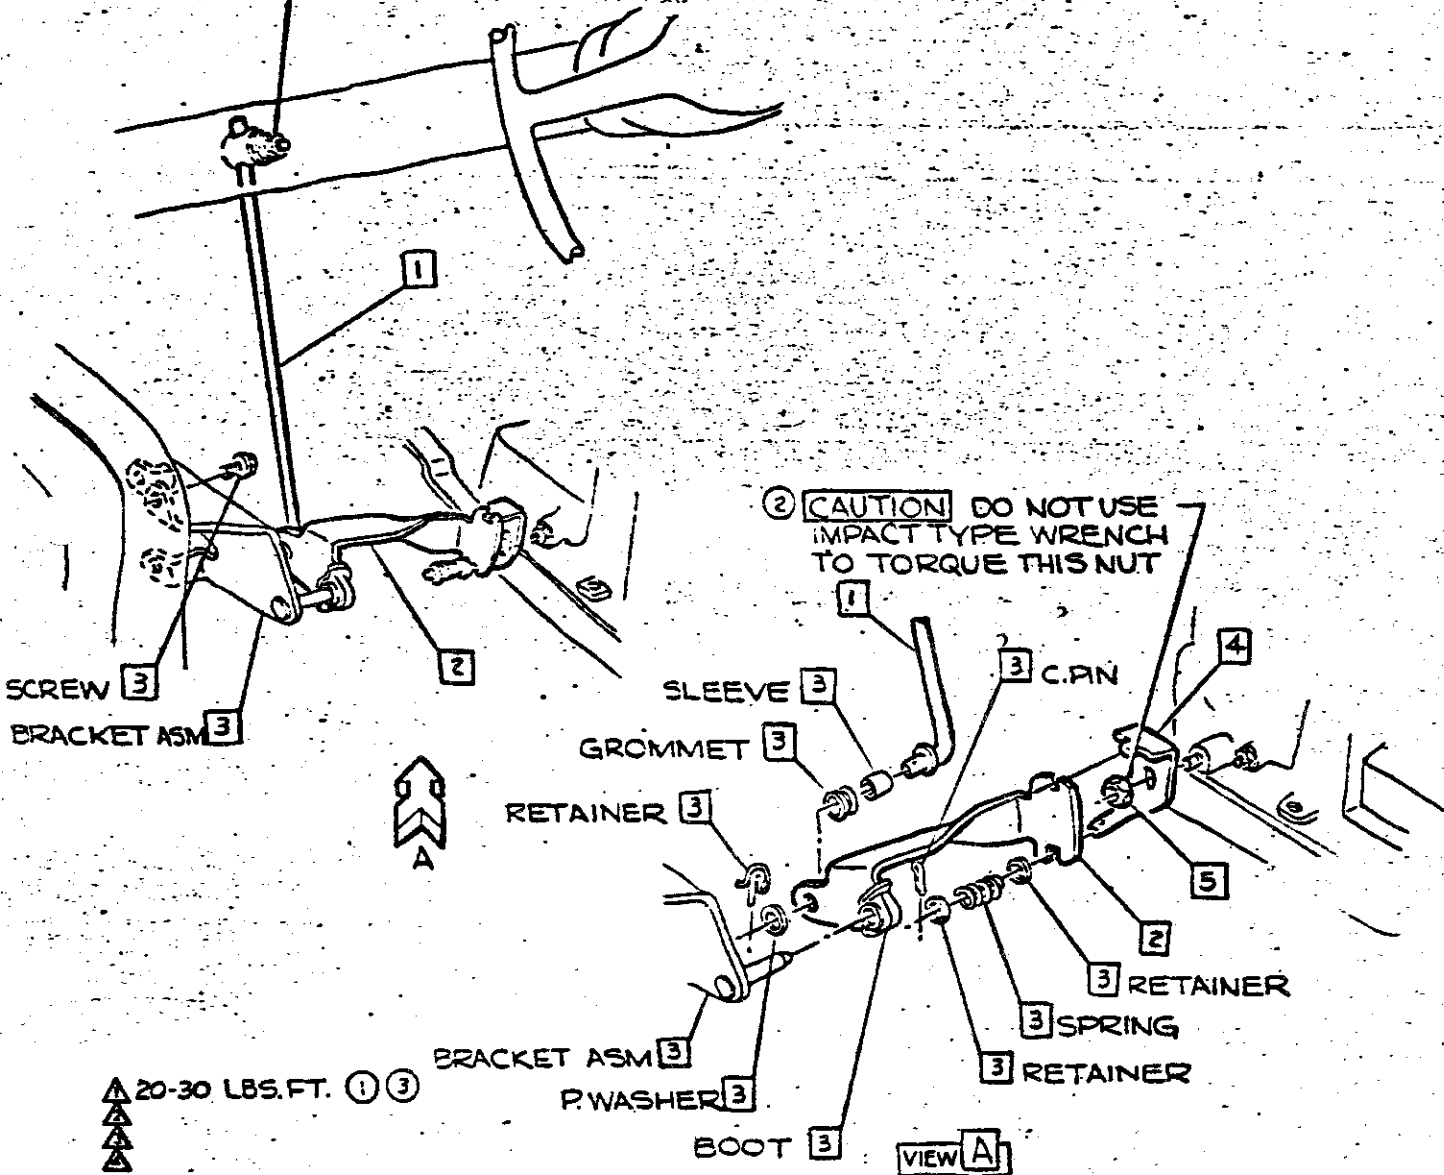 1
② CAUTION DO NOT USE
IMPACT TYPE WRENCH
TO TORQUE THIS NUT
1
SCREW 3
BRACKET ASM 3
2
SLEEVE 3
3 C.PIN
4
GROMMET 3
RETAINER 3
A
5
2
3 RETAINER
3 SPRING
3 RETAINER
BRACKET ASM 3
P. WASHER 3
BOOT 3
VIEW A
20-30 LBS. FT. ① ③